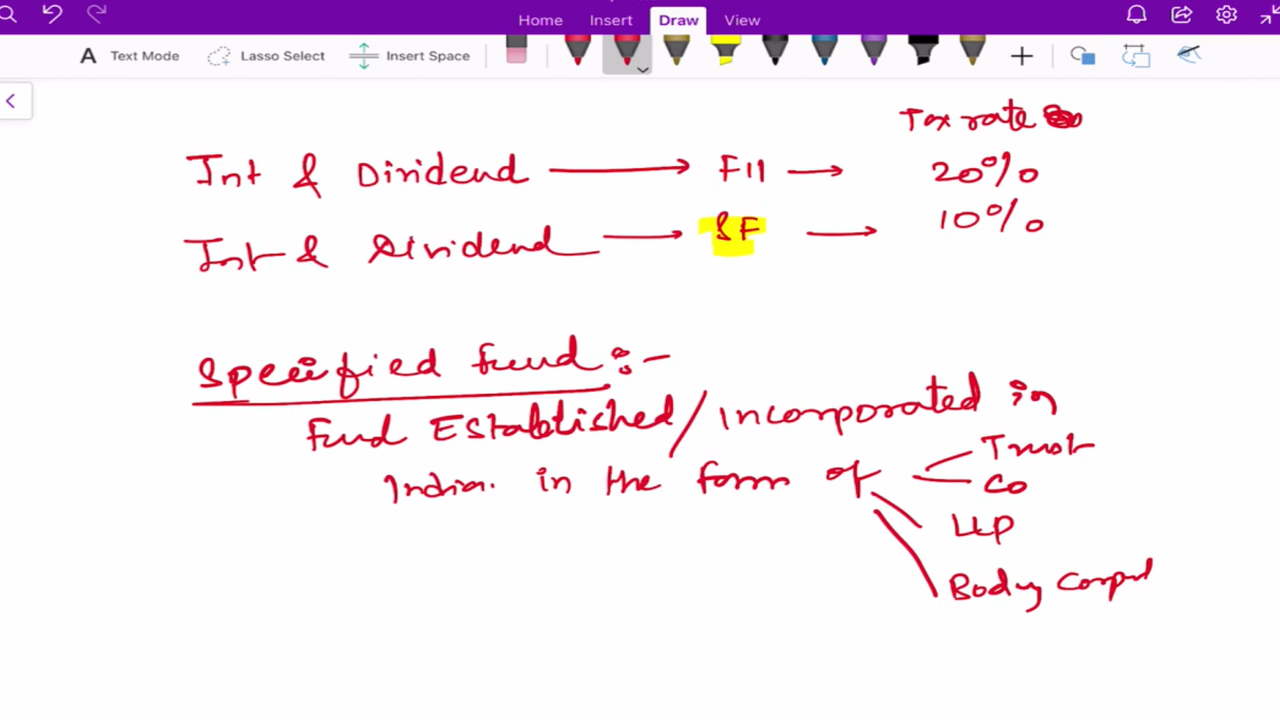 Home Insert Draw View
Text Mode Lasso Select Insert Space
Tax rate
Int & Dividend → FII → 20%
Int & Dividend → SF → 10%
Specified Fund :-
Fund Established/incorporated in
India. in the form of
Trust
Co
LLP
Body Corporat